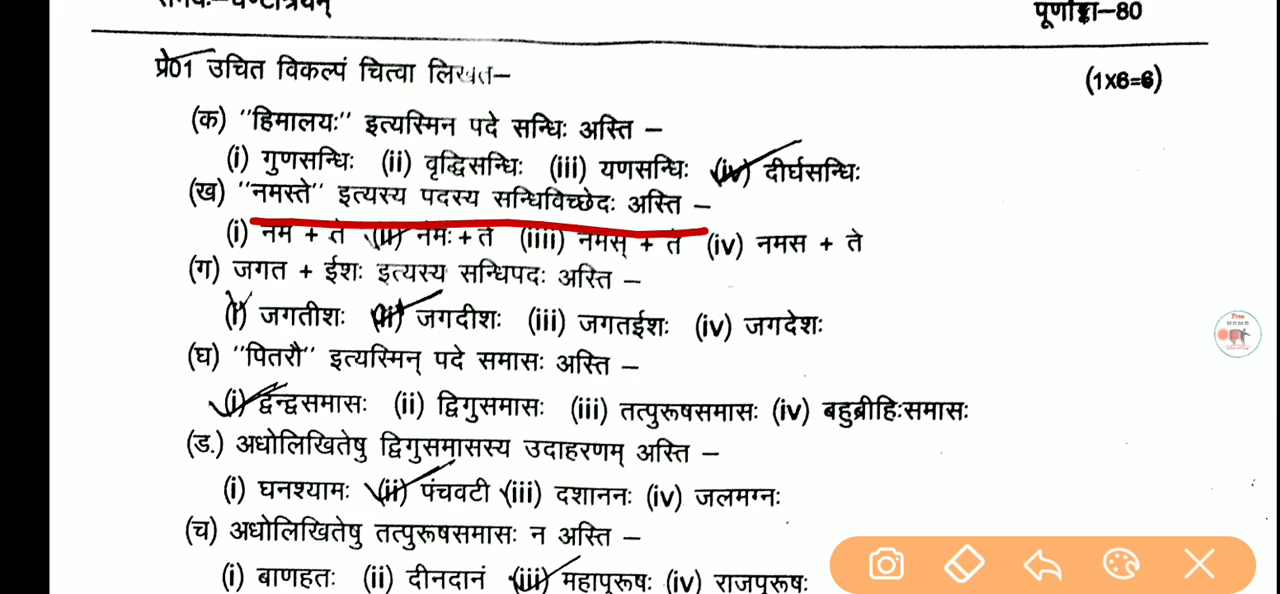 पूर्णाङ्का–80
प्रे01 उचित विकल्पं चित्वा लिखत–
(1x6=6)
(क) "हिमालयः" इत्यस्मिन पदे सन्धिः अस्ति –
(i) गुणसन्धिः (ii) वृद्धिसन्धिः (iii) यणसन्धिः (iv) दीर्घसन्धिः
(ख) "नमस्ते" इत्यस्य पदस्य सन्धिविच्छेदः अस्ति –
(i) नम + ते (ii) नमः + ते (iiii) नमस् + ते (iv) नमस + ते
(ग) जगत + ईशः इत्यस्य सन्धिपदः अस्ति –
(i) जगतीशः (ii) जगदीशः (iii) जगतईशः (iv) जगदेशः
(घ) "पितरौ" इत्यस्मिन् पदे समासः अस्ति –
(i) द्वन्द्वसमासः (ii) द्विगुसमासः (iii) तत्पुरूषसमासः (iv) बहुब्रीहिःसमासः
(ड.) अधोलिखितेषु द्विगुसमासस्य उदाहरणम् अस्ति –
(i) घनश्यामः (ii) पंचवटी (iii) दशाननः (iv) जलमग्नः
(च) अधोलिखितेषु तत्पुरूषसमासः न अस्ति –
(i) बाणहतः (ii) दीनदानं (iii) महापुरूषः (iv) राजपुरूषः
Free
HOME